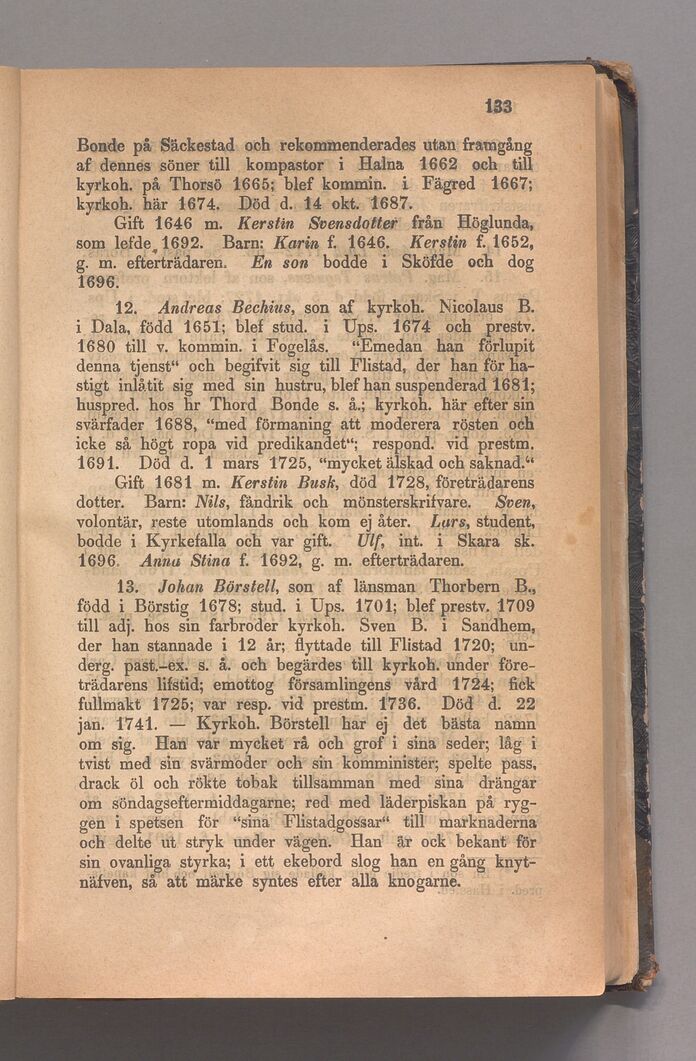 133
Bonde på Säckestad och rekommenderades utan framgång
af dennes söner till kompastor i Halna 1662 och till
kyrkoh. på Thorsö 1665; blef kommin. i Fägred 1667;
kyrkoh. här 1674. Död d. 14 okt. 1687.
Gift 1646 m. Kerstin Svensdotter från Höglunda,
som lefde 1692. Barn: Karin f. 1646. Kerstin f. 1652,
g. m. efterträdaren. En son bodde i Sköfde och dog
1696.
12. Andreas Bechius, son af kyrkoh. Nicolaus B.
i Dala, född 1651; blef stud. i Ups. 1674 och prestv.
1680 till v. kommin. i Fogelås. “Emedan han förlupit
denna tjenst“ och begifvit sig till Flistad, der han för ha-
stigt inlåtit sig med sin hustru, blef han suspenderad 1681;
huspred. hos hr Thord Bonde s. å.; kyrkoh. här efter sin
svärfader 1688, “med förmaning att moderera rösten och
icke så högt ropa vid predikandet“; respond. vid prestm.
1691. Död d. 1 mars 1725, “mycket älskad och saknad.“
Gift 1681 m. Kerstin Busk, död 1728, företrädarens
dotter. Barn: Nils, fändrik och mönsterskrifvare. Sven,
volontär, reste utomlands och kom ej åter. Lars, student,
bodde i Kyrkefalla och var gift. Ulf, int. i Skara sk.
1696. Anna Stina f. 1692, g. m. efterträdaren.
13. Johan Börstell, son af länsman Thorbern B.,
född i Börstig 1678; stud. i Ups. 1701; blef prestv. 1709
till adj. hos sin farbroder kyrkoh. Sven B. i Sandhem,
der han stannade i 12 år; flyttade till Flistad 1720; un-
derg. past.-ex. s. å. och begärdes till kyrkoh. under före-
trädarens lifstid; emottog församlingens vård 1724; fick
fullmakt 1725; var resp. vid prestm. 1736. Död d. 22
jan. 1741. — Kyrkoh. Börstell har ej det bästa namn
om sig. Han var mycket rå och grof i sina seder; låg i
tvist med sin svärmoder och sin komminister; spelte pass,
drack öl och rökte tobak tillsamman med sina drängar
om söndagseftermiddagarne; red med läderpiskan på ryg-
gen i spetsen för “sina Flistadgossar“ till marknaderna
och delte ut stryk under vägen. Han är ock bekant för
sin ovanliga styrka; i ett ekebord slog han en gång knyt-
näfven, så att märke syntes efter alla knogarne.